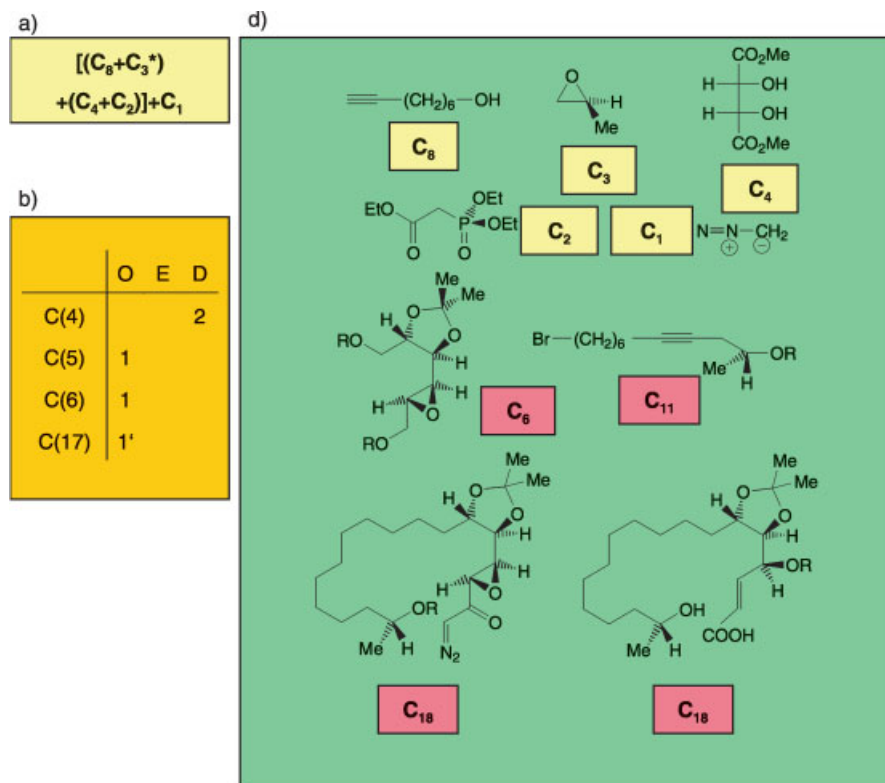 a)
[(C₈+C₃*)
+(C₄+C₂)]+C₁
b)
O E D
C(4) 2
C(5) 1
C(6) 1
C(17) 1‘
d)
(CH₂)₆ OH
C₈
O
H
Me
C₃
CO₂Me
H OH
H OH
CO₂Me
C₄
EtO O P OEt OEt O
C₂
C₁
N=N CH₂
+ −
Me Me
O O
H
RO
H
H H
O
RO
C₆
Br (CH₂)₆
OR
Me H
C₁₁
Me Me
O O
H
H
H H
O
OR
O
Me H
N₂
C₁₈
Me Me
O O
H
H
OR
H
OH
COOH
Me H
C₁₈